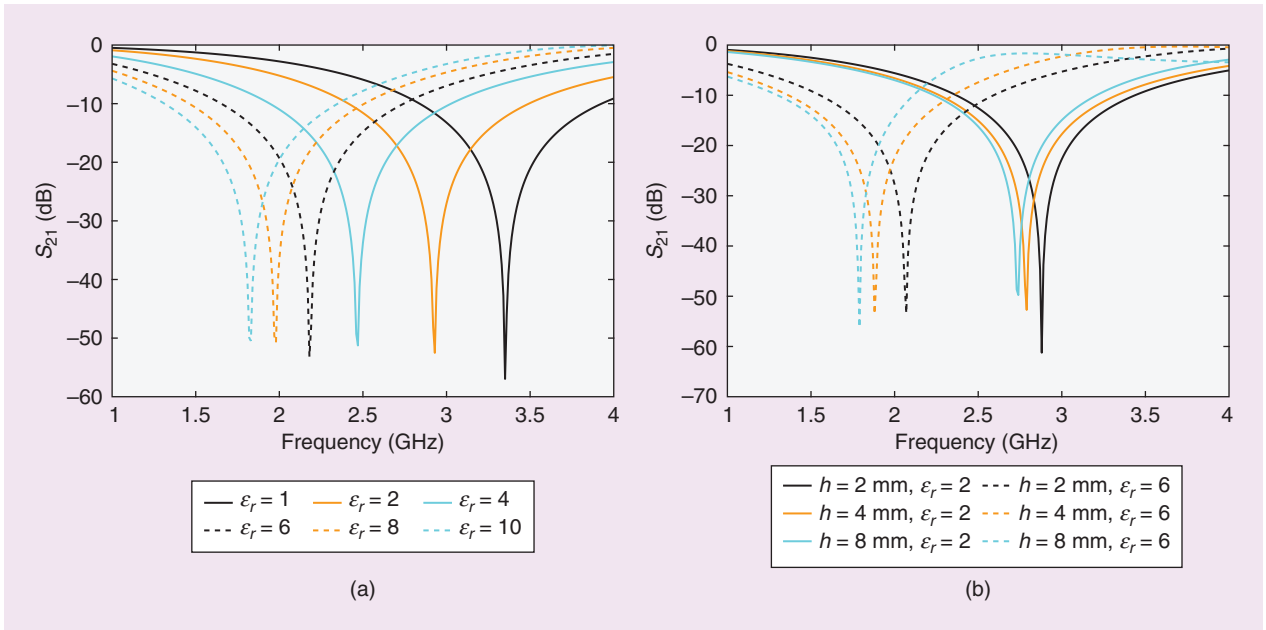 0
–10
–20
–30
–40
–50
–60
S21 (dB)
1 1.5 2 2.5 3 3.5 4
Frequency (GHz)
εr = 1 εr = 2 εr = 4
εr = 6 εr = 8 εr = 10
(a)
0
–10
–20
–30
–40
–50
–60
–70
S21 (dB)
1 1.5 2 2.5 3 3.5 4
Frequency (GHz)
h = 2 mm, εr = 2 h = 2 mm, εr = 6
h = 4 mm, εr = 2 h = 4 mm, εr = 6
h = 8 mm, εr = 2 h = 8 mm, εr = 6
(b)